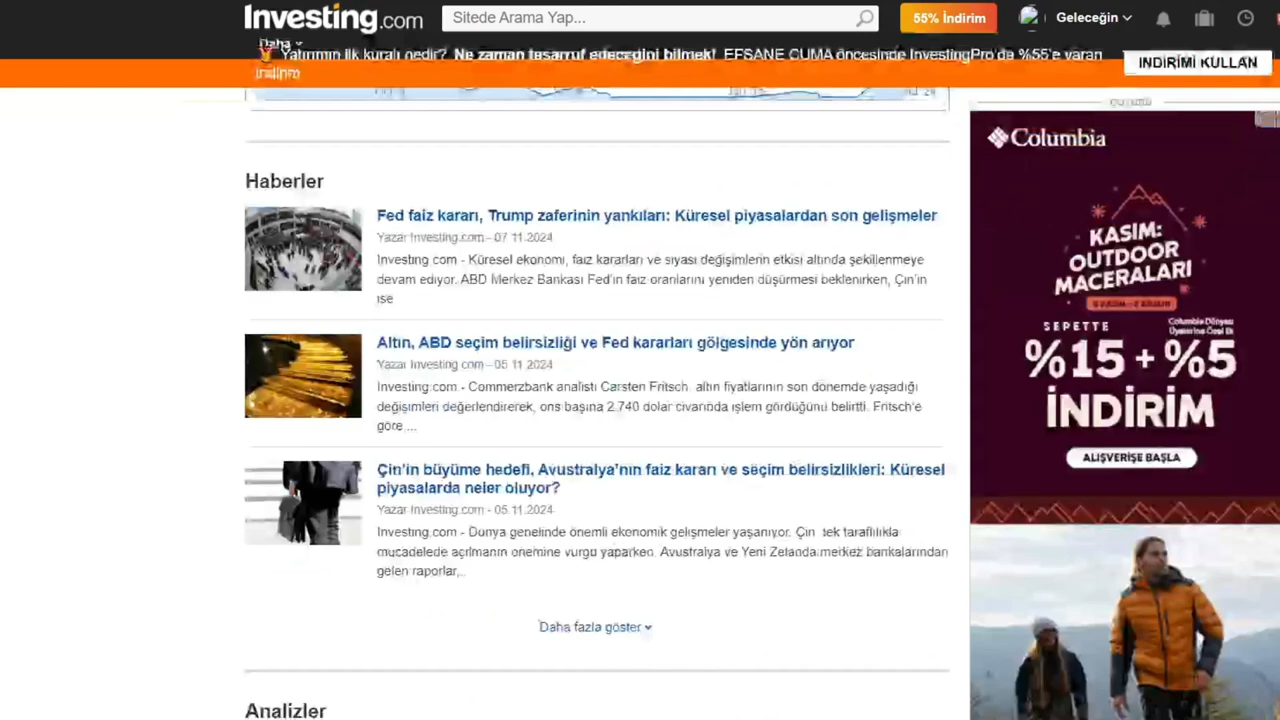 Investing.com
Sitede Arama Yap...
55% İndirim
Geleceğin
Daha
Yatırımın ilk kuralı nedir? Ne zaman tasarruf edeceğini bilmek! EFSANE CUMA öncesinde InvestingPro'da %55'e varan
indirim
İNDİRİMİ KULLAN
Haberler
Fed faiz kararı, Trump zaferinin yankıları: Küresel piyasalardan son gelişmeler
Yazar Investing.com - 07.11.2024
Investing.com - Küresel ekonomi, faiz kararları ve siyasi değişimlerin etkisi altında şekillenmeye
devam ediyor. ABD Merkez Bankası Fed'in faiz oranlarını yeniden düşürmesi beklenirken, Çin'in
ise
Altın, ABD seçim belirsizliği ve Fed kararları gölgesinde yön arıyor
Yazar Investing.com - 05.11.2024
Investing.com - Commerzbank analisti Carsten Fritsch, altın fiyatlarının son dönemde yaşadığı
değişimleri değerlendirerek, ons başına 2.740 dolar civarında işlem gördüğünü belirtti. Fritsch'e
göre ...
Çin'in büyüme hedefi, Avustralya'nın faiz kararı ve seçim belirsizlikleri: Küresel
piyasalarda neler oluyor?
Yazar Investing.com - 05.11.2024
Investing.com - Dünya genelinde önemli ekonomik gelişmeler yaşanıyor. Çin tek taraflılıkla
mücadelede açılmanın önemine vurgu yaparken, Avustralya ve Yeni Zelanda merkez bankalarından
gelen raporlar,..
Daha fazla göster
Analizler
Columbia
KASIM:
OUTDOOR
MACERALARI
SEPETTE
Columbia Dünyası
Üyelerine Özel Ek
%15 + %5
İNDİRİM
ALIŞVERİŞE BAŞLA